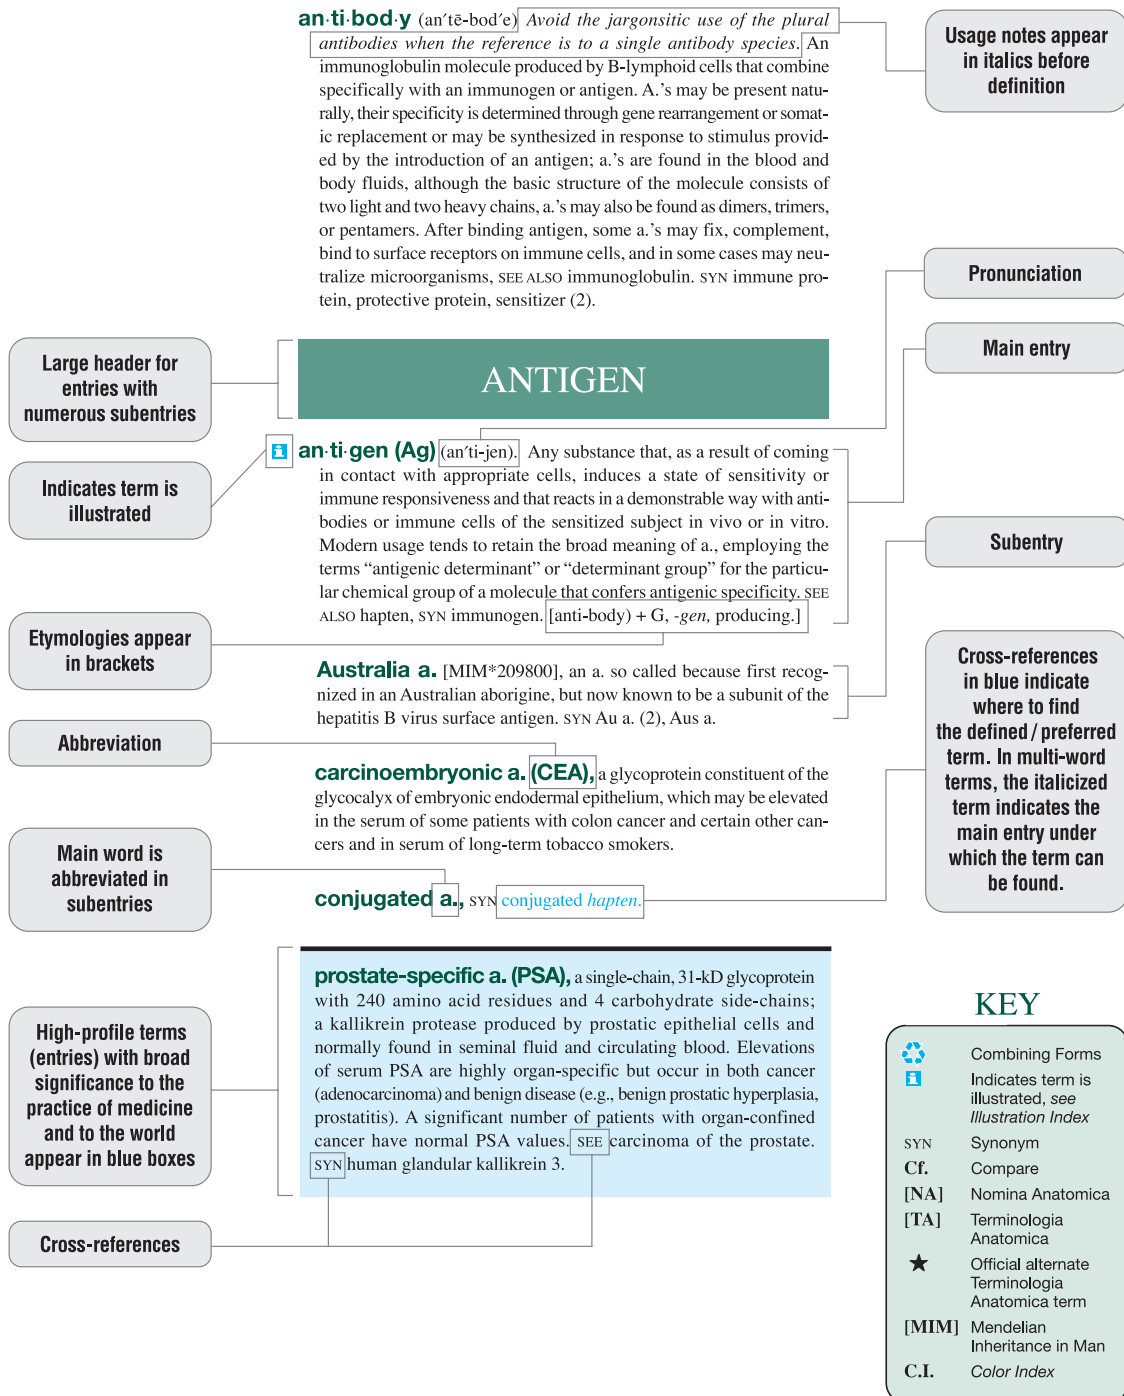 an·ti·bod·y (an′tē-bod′e) Avoid the jargonsitic use of the plural
antibodies when the reference is to a single antibody species. An
immunoglobulin molecule produced by B-lymphoid cells that combine
specifically with an immunogen or antigen. A.'s may be present natu-
rally, their specificity is determined through gene rearrangement or somat-
ic replacement or may be synthesized in response to stimulus provid-
ed by the introduction of an antigen; a.'s are found in the blood and
body fluids, although the basic structure of the molecule consists of
two light and two heavy chains, a.'s may also be found as dimers, trimers,
or pentamers. After binding antigen, some a.'s may fix, complement,
bind to surface receptors on immune cells, and in some cases may neu-
tralize microorganisms, SEE ALSO immunoglobulin. SYN immune pro-
tein, protective protein, sensitizer (2).
Usage notes appear
in italics before
definition
Pronunciation
Main entry
Large header for
entries with
numerous subentries
ANTIGEN
Indicates term is
illustrated
i an·ti·gen (Ag) (an′ti-jen). Any substance that, as a result of coming
in contact with appropriate cells, induces a state of sensitivity or
immune responsiveness and that reacts in a demonstrable way with anti-
bodies or immune cells of the sensitized subject in vivo or in vitro.
Modern usage tends to retain the broad meaning of a., employing the
terms “antigenic determinant” or “determinant group” for the particu-
lar chemical group of a molecule that confers antigenic specificity. SEE
ALSO hapten, SYN immunogen. [anti-body) + G, -gen, producing.]
Subentry
Etymologies appear
in brackets
Australia a. [MIM*209800], an a. so called because first recog-
nized in an Australian aborigine, but now known to be a subunit of the
hepatitis B virus surface antigen. SYN Au a. (2), Aus a.
Cross-references
in blue indicate
where to find
the defined / preferred
term. In multi-word
terms, the italicized
term indicates the
main entry under
which the term can
be found.
Abbreviation
carcinoembryonic a. (CEA), a glycoprotein constituent of the
glycocalyx of embryonic endodermal epithelium, which may be elevated
in the serum of some patients with colon cancer and certain other can-
cers and in serum of long-term tobacco smokers.
Main word is
abbreviated in
subentries
conjugated a., SYN conjugated hapten.
High-profile terms
(entries) with broad
significance to the
practice of medicine
and to the world
appear in blue boxes
prostate-specific a. (PSA), a single-chain, 31-kD glycoprotein
with 240 amino acid residues and 4 carbohydrate side-chains;
a kallikrein protease produced by prostatic epithelial cells and
normally found in seminal fluid and circulating blood. Elevations
of serum PSA are highly organ-specific but occur in both cancer
(adenocarcinoma) and benign disease (e.g., benign prostatic hyperplasia,
prostatitis). A significant number of patients with organ-confined
cancer have normal PSA values. SEE carcinoma of the prostate.
SYN human glandular kallikrein 3.
Cross-references
KEY
Combining Forms
i Indicates term is
illustrated, see
Illustration Index
SYN Synonym
Cf. Compare
[NA] Nomina Anatomica
[TA] Terminologia
Anatomica
★ Official alternate
Terminologia
Anatomica term
[MIM] Mendelian
Inheritance in Man
C.I. Color Index